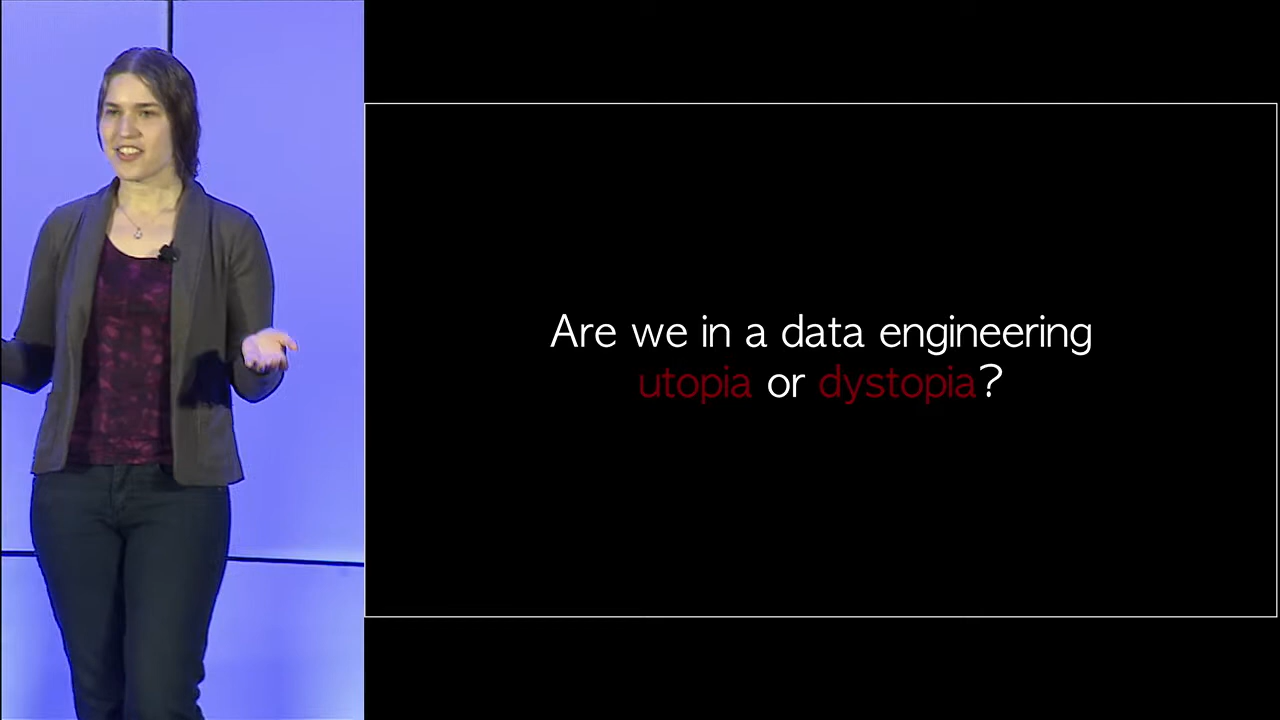 Are we in a data engineering
utopia or dystopia?